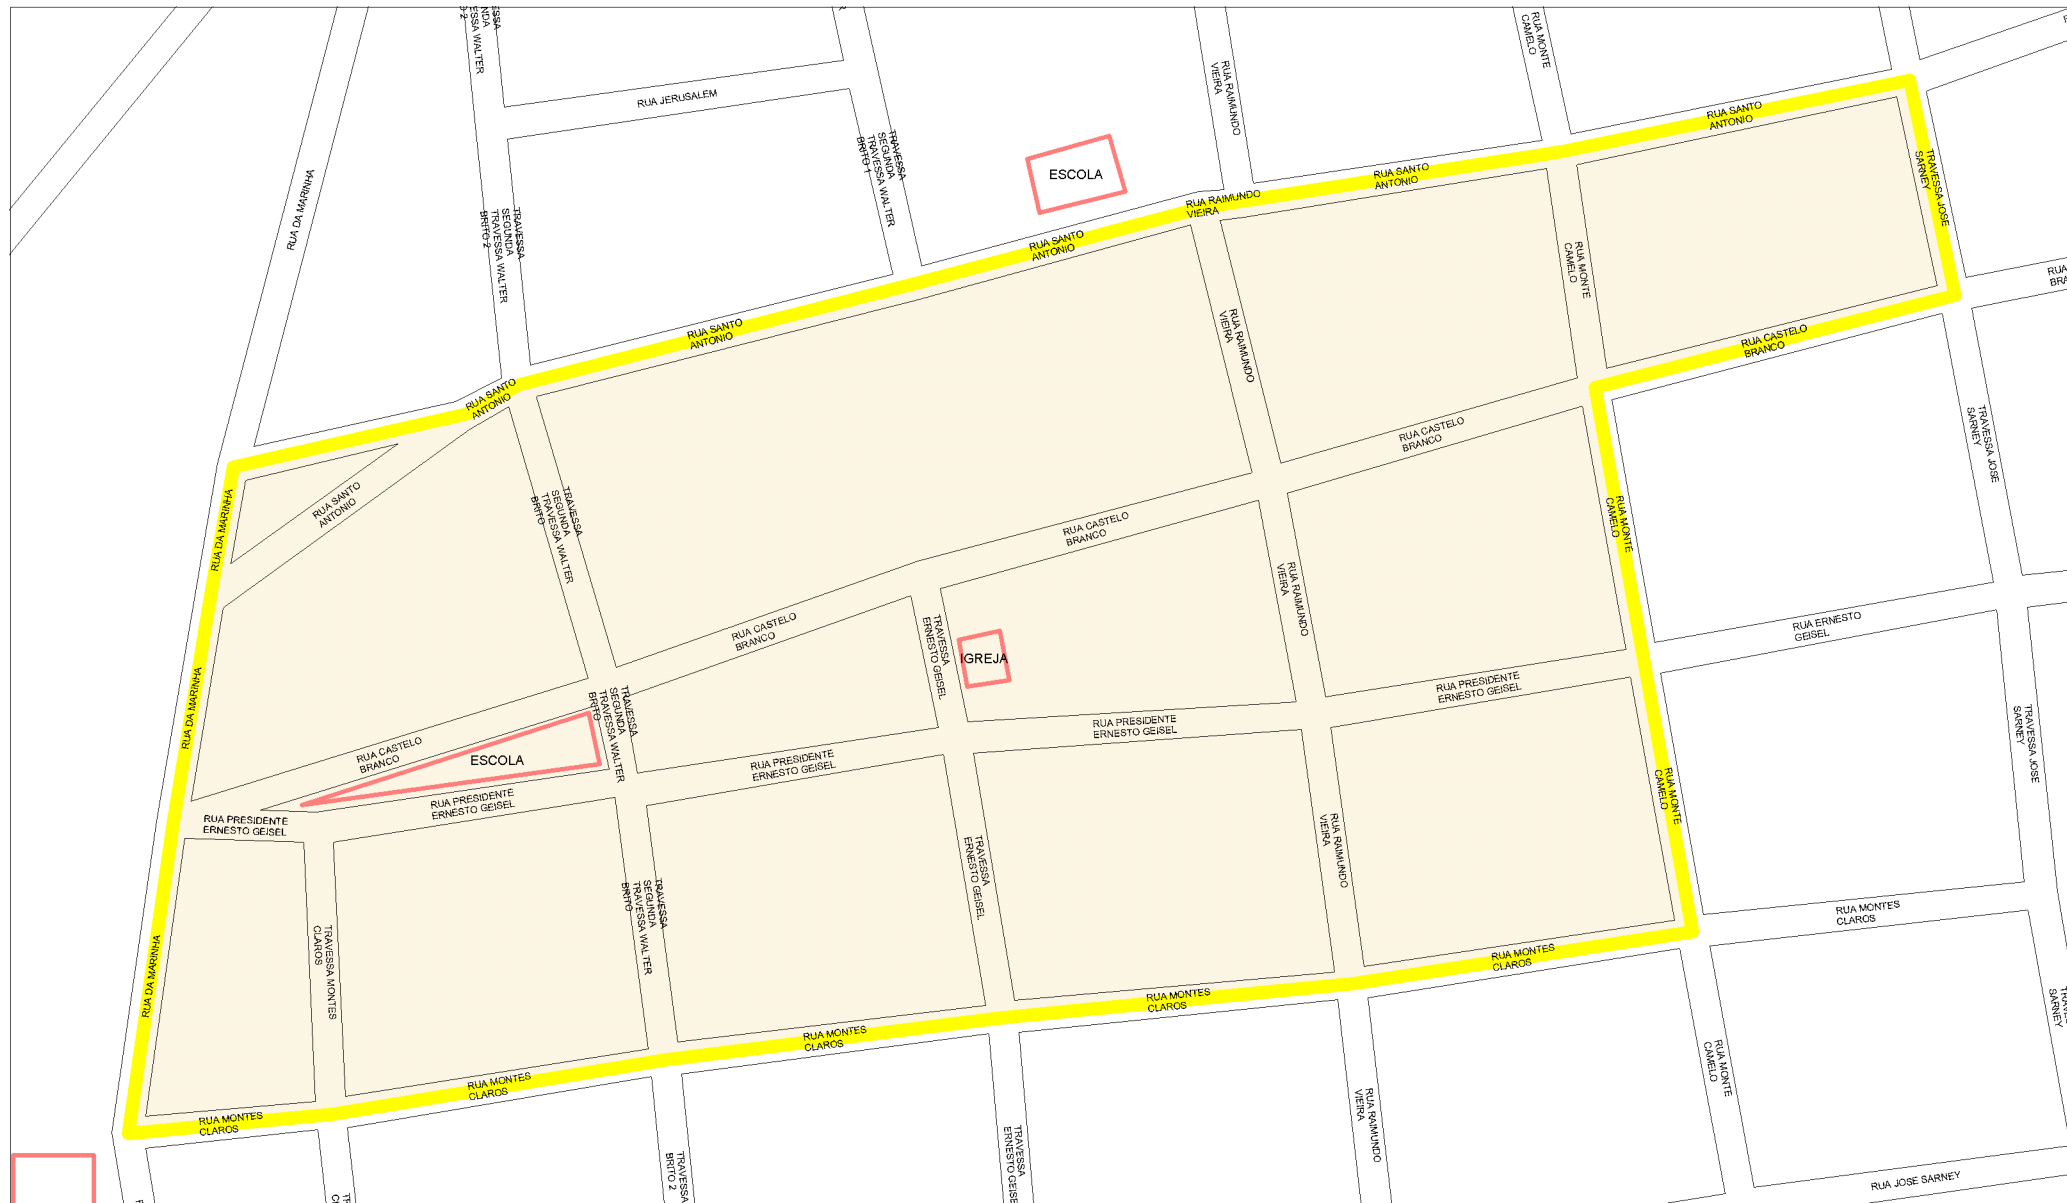 RUA MONTE
CAMELO
RUA JERUSALEM
RUA RAIMUNDO
VIEIRA
RUA SANTO
ANTONIO
ESCOLA
RUA DA MARINHA
TRAVESSA
SEGUNDA
TRAVESSA WALTER
BRITO 1
RUA SANTO
ANTONIO
RUA RAIMUNDO
VIEIRA
TRAVESSA JOSE
SARNEY
TRAVESSA
SEGUNDA
TRAVESSA WALTER
BRITO 2
RUA SANTO
ANTONIO
RUA MONTE
CAMELO
RUA SANTO
ANTONIO
RUA RAIMUNDO
VIEIRA
RUA CASTELO
BRANCO
RUA SANTO
ANTONIO
RUA CASTELO
BRANCO
TRAVESSA JOSE
SARNEY
RUA SANTO
ANTONIO
RUA DA MARINHA
TRAVESSA
SEGUNDA
TRAVESSA WALTER
BRITO
RUA CASTELO
BRANCO
RUA MONTE
CAMELO
RUA RAIMUNDO
VIEIRA
RUA CASTELO
BRANCO
TRAVESSA
ERNESTO GEISEL
IGREJA
RUA ERNESTO
GEISEL
RUA DA MARINHA
TRAVESSA
SEGUNDA
TRAVESSA WALTER
BRITO
RUA PRESIDENTE
ERNESTO GEISEL
RUA PRESIDENTE
ERNESTO GEISEL
TRAVESSA JOSE
SARNEY
RUA CASTELO
BRANCO
ESCOLA
RUA PRESIDENTE
ERNESTO GEISEL
RUA MONTE
CAMELO
RUA PRESIDENTE
ERNESTO GEISEL
RUA PRESIDENTE
ERNESTO GEISEL
RUA RAIMUNDO
VIEIRA
TRAVESSA
ERNESTO GEISEL
TRAVESSA
SEGUNDA
TRAVESSA WALTER
BRITO
RUA MONTES
CLAROS
RUA DA MARINHA
TRAVESSA MONTES
CLAROS
RUA MONTES
CLAROS
RUA MONTES
CLAROS
RUA MONTES
CLAROS
SARNEY
RUA MONTE
CAMELO
RUA MONTES
CLAROS
RUA MONTES
CLAROS
RUA RAIMUNDO
VIEIRA
TRAVESSA
ERNESTO GEISE
TRAVESSA
BRITO 2
RUA JOSE SARNEY